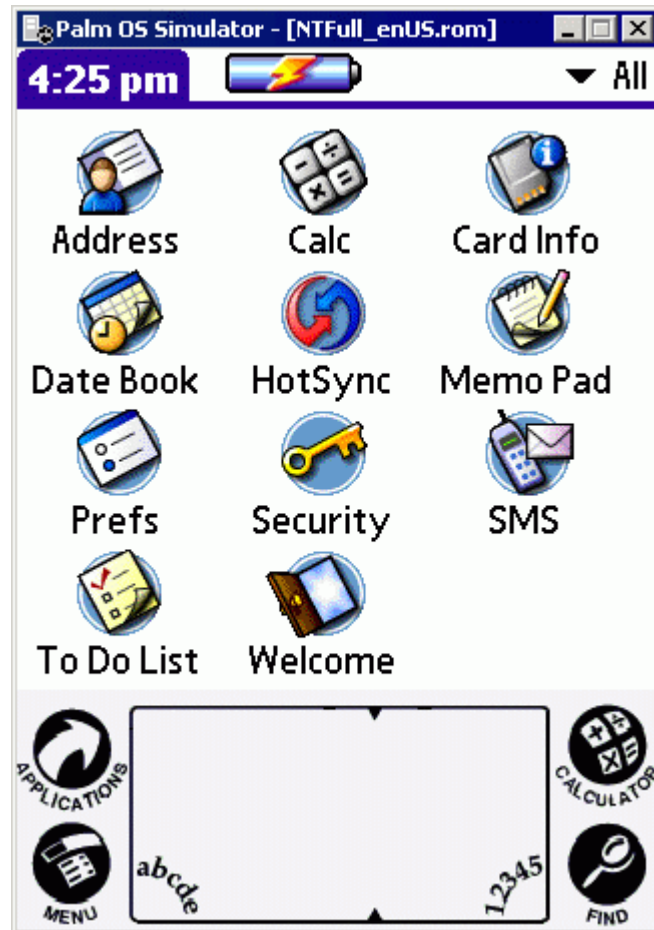 Palm OS Simulator - [NTFull_enUS.rom]
4:25 pm All
Address Calc Card Info
Date Book HotSync Memo Pad
Prefs Security SMS
To Do List Welcome
APPLICATIONS CALCULATOR
abcde 12345
MENU FIND